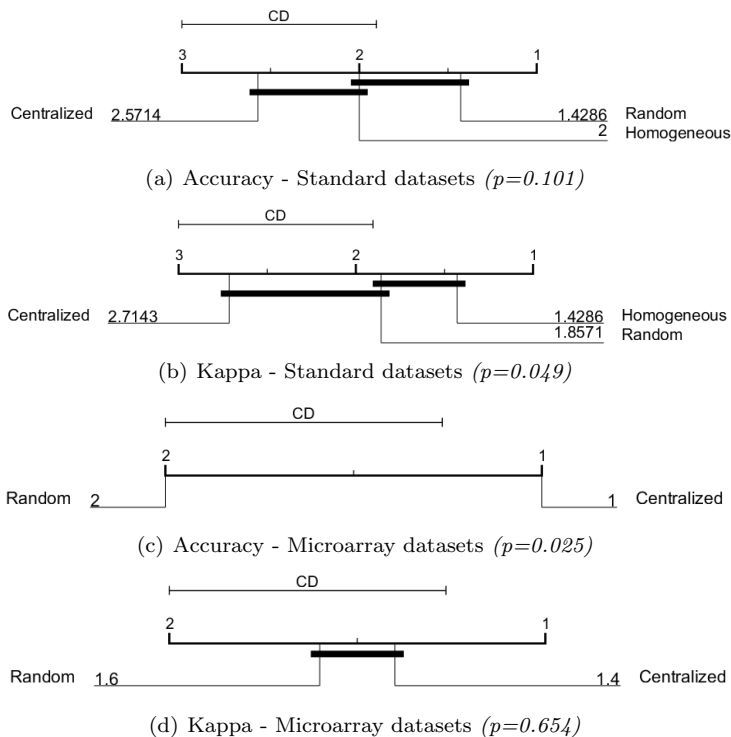 CD
3 2 1
Centralized 2.5714 1.4286 Random
2 Homogeneous
(a) Accuracy - Standard datasets (p=0.101)
CD
3 2 1
Centralized 2.7143 1.4286 Homogeneous
1.8571 Random
(b) Kappa - Standard datasets (p=0.049)
CD
2 1
Random 2 1 Centralized
(c) Accuracy - Microarray datasets (p=0.025)
CD
2 1
Random 1.6 1.4 Centralized
(d) Kappa - Microarray datasets (p=0.654)